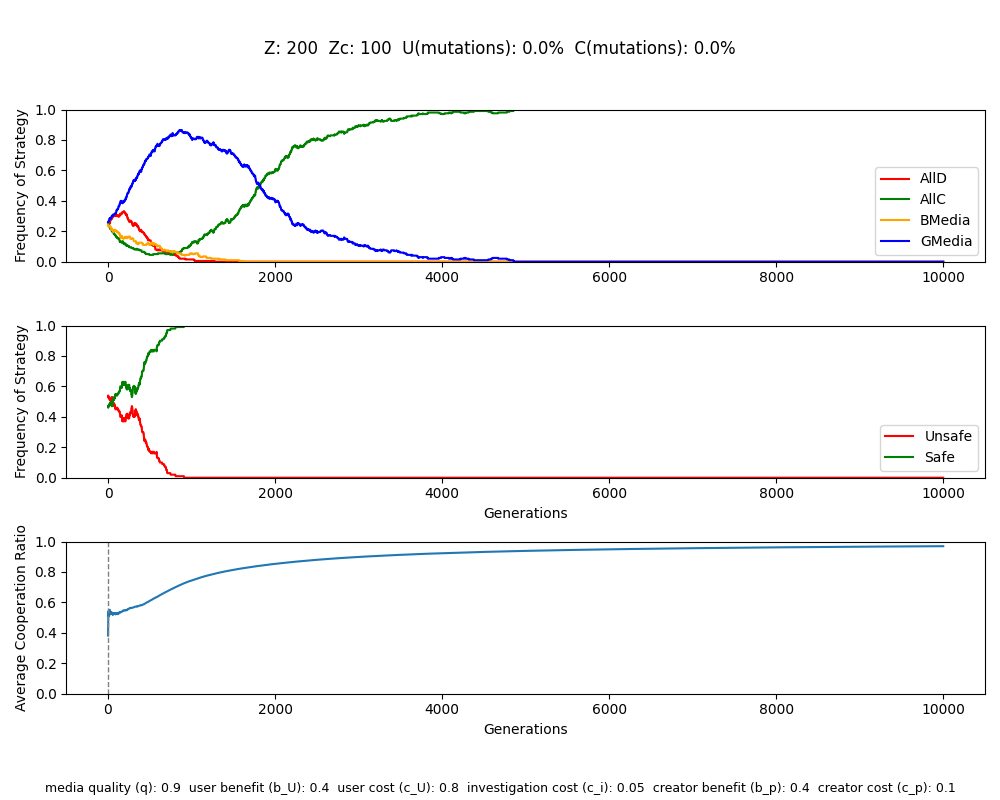 Z: 200  Zc: 100  U(mutations): 0.0%  C(mutations): 0.0%
Frequency of Strategy
1.0
0.8
0.6
0.4
0.2
0.0
AllD
AllC
BMedia
GMedia
0 2000 4000 6000 8000 10000
Frequency of Strategy
1.0
0.8
0.6
0.4
0.2
0.0
Unsafe
Safe
0 2000 4000 6000 8000 10000
Generations
Average Cooperation Ratio
1.0
0.8
0.6
0.4
0.2
0.0
0 2000 4000 6000 8000 10000
Generations
media quality (q): 0.9  user benefit (b_U): 0.4  user cost (c_U): 0.8  investigation cost (c_i): 0.05  creator benefit (b_p): 0.4  creator cost (c_p): 0.1